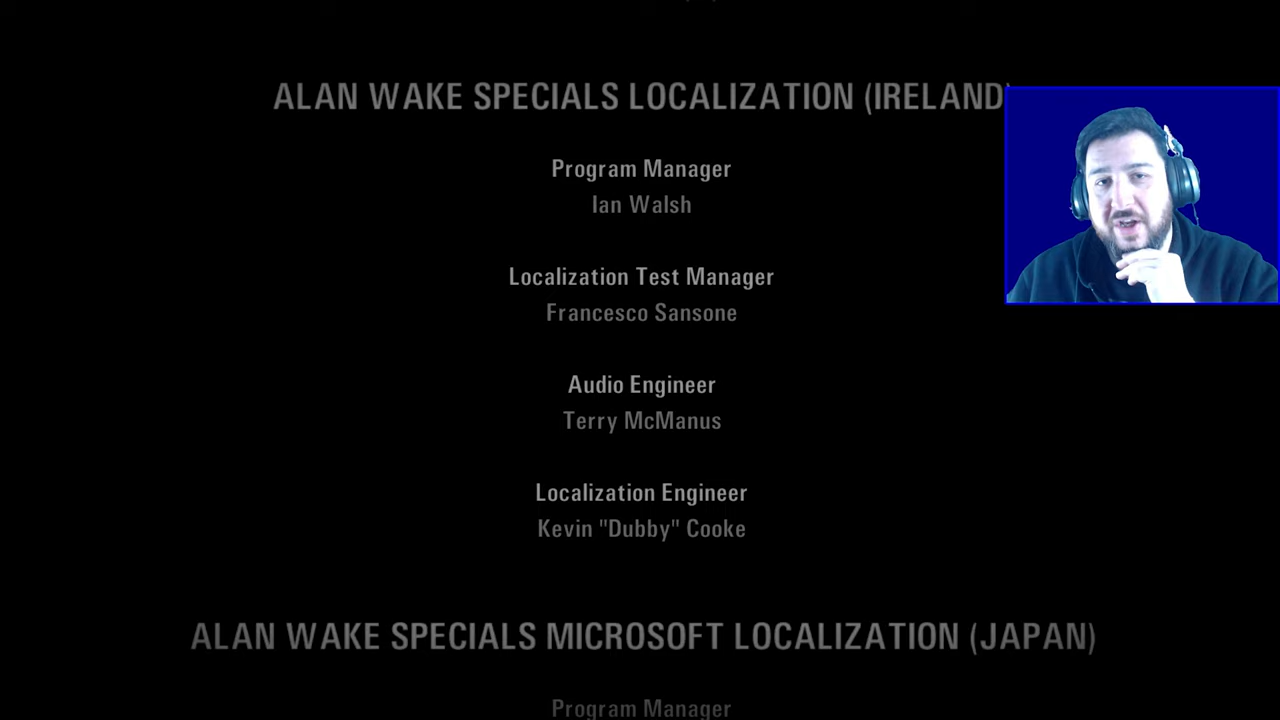 ALAN WAKE SPECIALS LOCALIZATION (IRELAND)
Program Manager
Ian Walsh
Localization Test Manager
Francesco Sansone
Audio Engineer
Terry McManus
Localization Engineer
Kevin "Dubby" Cooke
ALAN WAKE SPECIALS MICROSOFT LOCALIZATION (JAPAN)
Program Manager